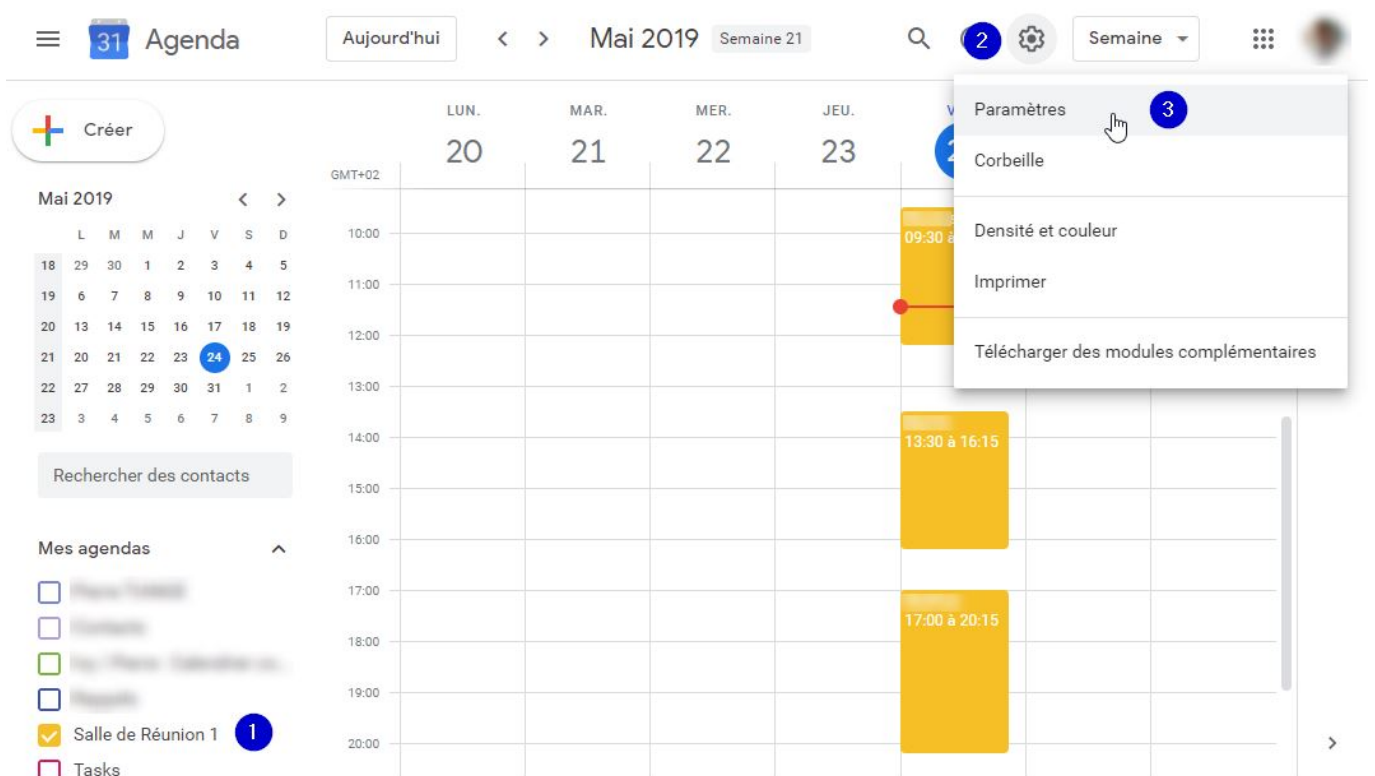 31 Agenda Aujourd'hui < > Mai 2019 Semaine 21 2 Semaine
Créer
LUN. MAR. MER. JEU. V
20 21 22 23 2
GMT+02
Paramètres 3
Corbeille
Densité et couleur
Imprimer
Télécharger des modules complémentaires
Mai 2019 < >
L M M J V S D
18 29 30 1 2 3 4 5
19 6 7 8 9 10 11 12
20 13 14 15 16 17 18 19
21 20 21 22 23 24 25 26
22 27 28 29 30 31 1 2
23 3 4 5 6 7 8 9
Rechercher des contacts
Mes agendas
Salle de Réunion 1 1
Tasks
10:00
11:00
12:00
13:00
14:00
15:00
16:00
17:00
18:00
19:00
20:00
09:30 à
13:30 à 16:15
17:00 à 20:15